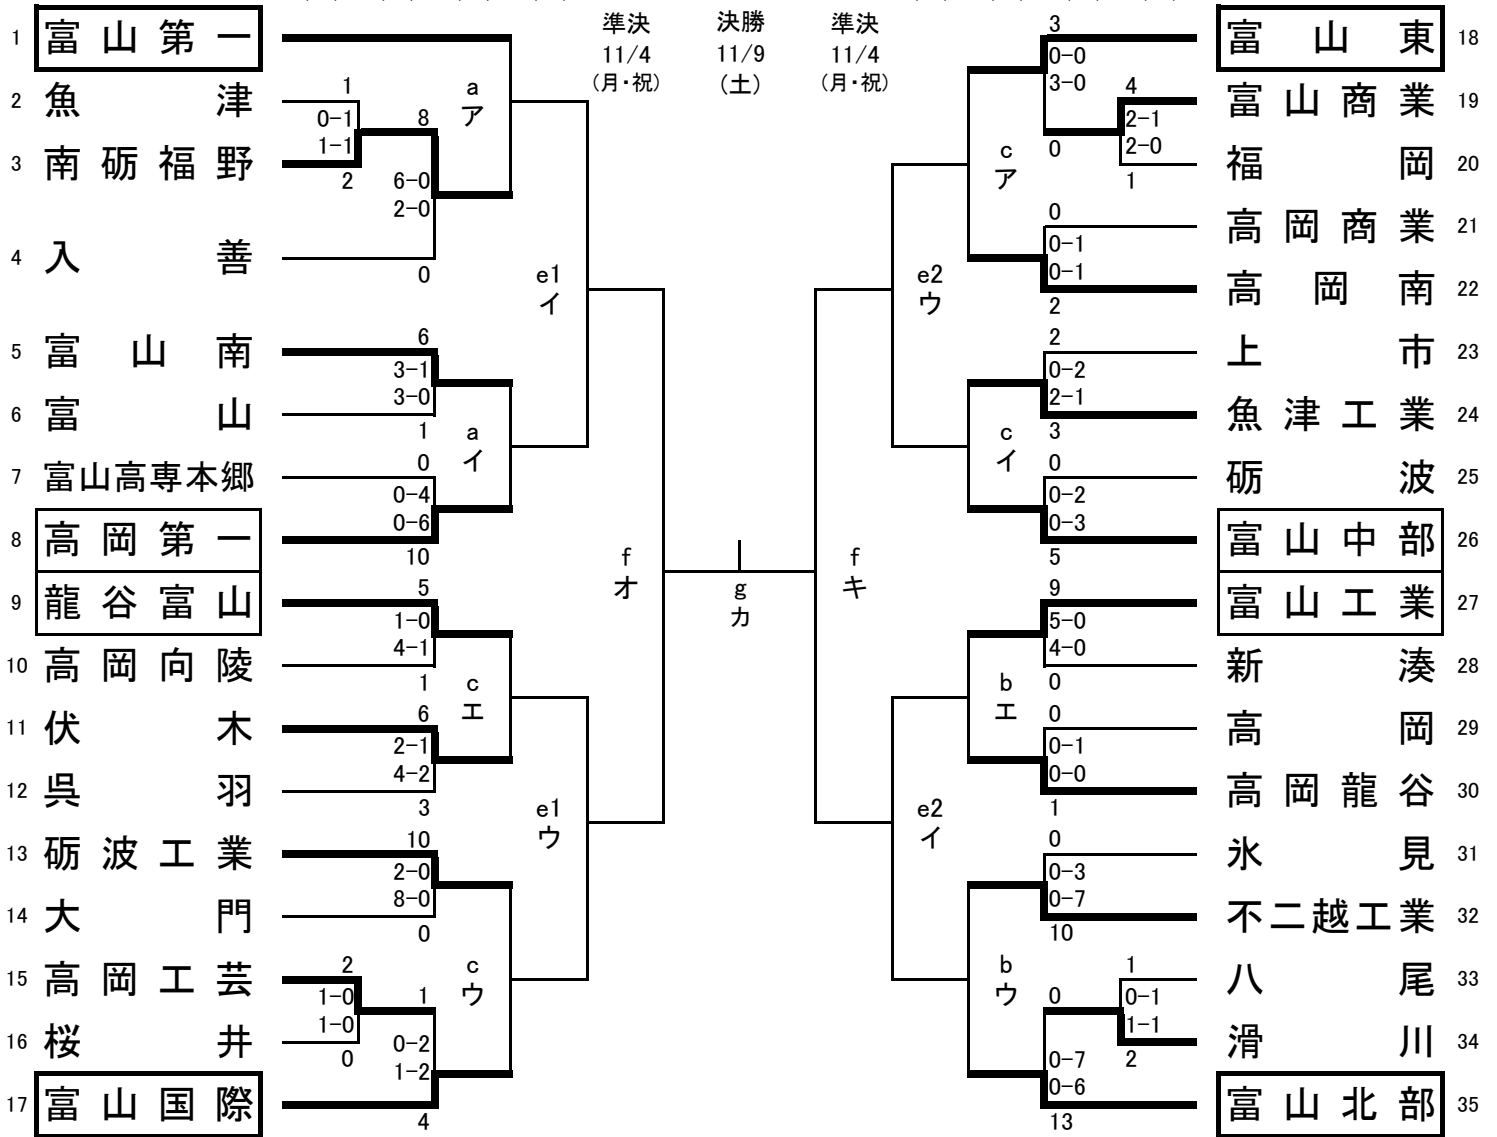 準決
11/4
(月・祝)
決勝
11/9
(土)
準決
11/4
(月・祝)
1 富山第一
2 魚津
3 南砺福野
4 入善
5 富山南
6 富山
7 富山高専本郷
8 高岡第一
9 龍谷富山
10 高岡向陵
11 伏木
12 呉羽
13 砺波工業
14 大門
15 高岡工芸
16 桜井
17 富山国際
1
0-1
1-1
2
8
6-0
2-0
0
6
3-1
3-0
1
0
0-4
0-6
10
5
1-0
4-1
1
6
2-1
4-2
3
10
2-0
8-0
0
2
1-0
1-0
0
1
0-2
1-2
4
a
ア
a
イ
c
エ
c
ウ
e1
イ
e1
ウ
f
オ
g
カ
f
キ
e2
ウ
e2
イ
c
ア
c
イ
b
エ
b
ウ
3
0-0
3-0
0
4
2-1
2-0
1
0
0-1
0-1
2
2
0-2
2-1
3
0
0-2
0-3
5
9
5-0
4-0
0
0
0-1
0-0
1
0
0-3
0-7
10
1
0-1
1-1
2
0
0-7
0-6
13
富山東 18
富山商業 19
福岡 20
高岡商業 21
高岡南 22
上市 23
魚津工業 24
砺波 25
富山中部 26
富山工業 27
新湊 28
高岡 29
高岡龍谷 30
氷見 31
不二越工業 32
八尾 33
滑川 34
富山北部 35